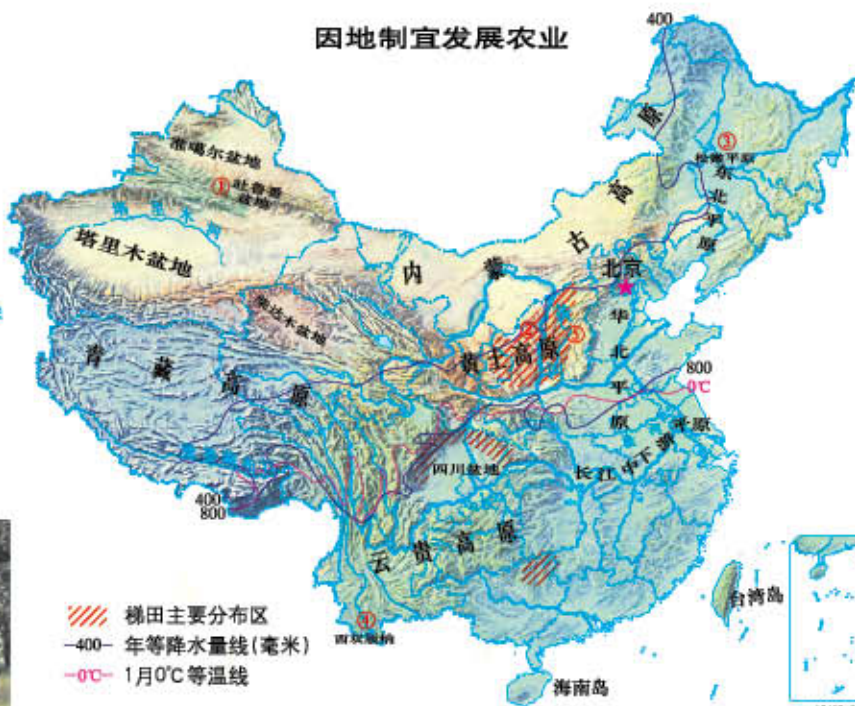 因地制宜发展农业
400
准噶尔盆地
①吐鲁番
盆地
塔里木河
塔里木盆地
柴达木盆地
青藏高原
内蒙古高原
③
松嫩平原
东北平原
北京
②
⑤
黄土高原
华北平原
800
0℃
四川盆地
长江中下游平原
400
800
云贵高原
④
西双版纳
台湾岛
海南岛
梯田主要分布区
400 年等降水量线(毫米)
0℃ 1月0℃等温线